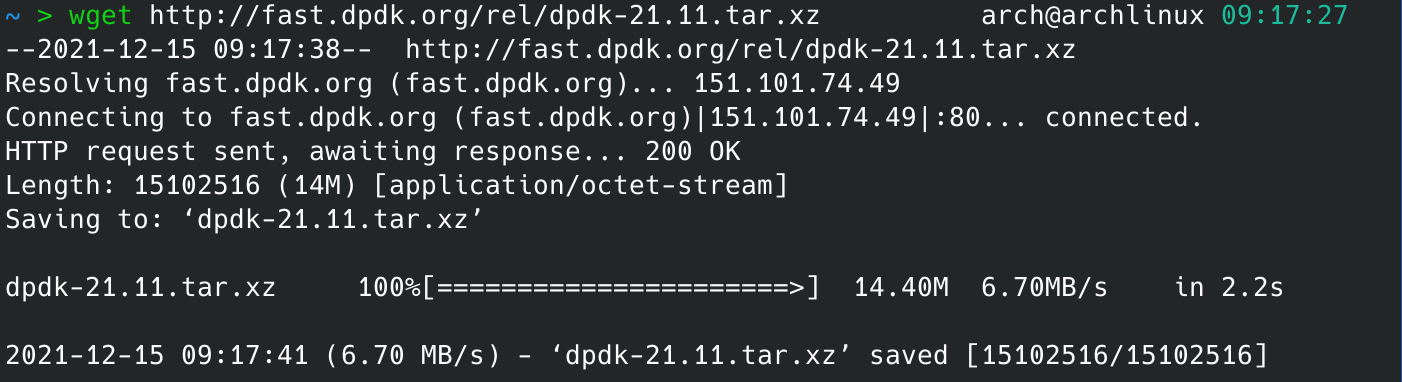 ~ > wget http://fast.dpdk.org/rel/dpdk-21.11.tar.xz arch@archlinux 09:17:27
--2021-12-15 09:17:38-- http://fast.dpdk.org/rel/dpdk-21.11.tar.xz
Resolving fast.dpdk.org (fast.dpdk.org)... 151.101.74.49
Connecting to fast.dpdk.org (fast.dpdk.org)|151.101.74.49|:80... connected.
HTTP request sent, awaiting response... 200 OK
Length: 15102516 (14M) [application/octet-stream]
Saving to: ‘dpdk-21.11.tar.xz’
dpdk-21.11.tar.xz 100%[======================>] 14.40M 6.70MB/s in 2.2s
2021-12-15 09:17:41 (6.70 MB/s) - ‘dpdk-21.11.tar.xz’ saved [15102516/15102516]